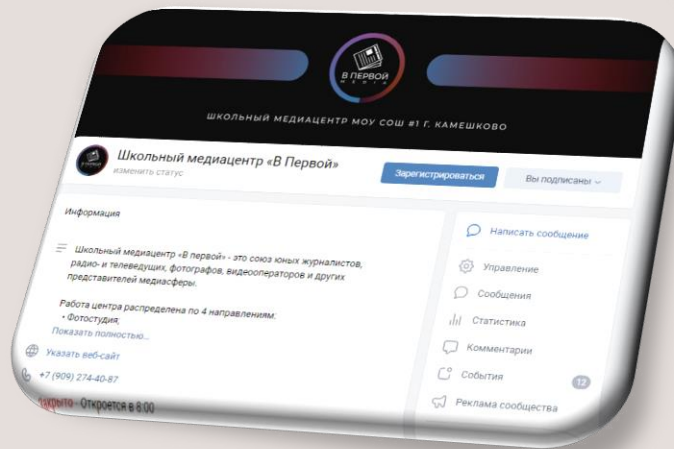 В ПЕРВОЙ
MEDIA
ШКОЛЬНЫЙ МЕДИАЦЕНТР МОУ СОШ #1 Г. КАМЕШКОВО
Школьный медиацентр «В Первой»
изменить статус
Зарегистрироваться
Вы подписаны
Информация
Школьный медиацентр «В первой» - это союз юных журналистов,
радио- и телеведущих, фотографов, видеооператоров и других
представителей медиасферы.
Работа центра распределена по 4 направлениям:
• Фотостудия;
Показать полностью...
Указать веб-сайт
+7 (909) 274-40-87
Закрыто · Откроется в 8:00
Написать сообщение
Управление
Сообщения
Статистика
Комментарии
События 12
Реклама сообщества